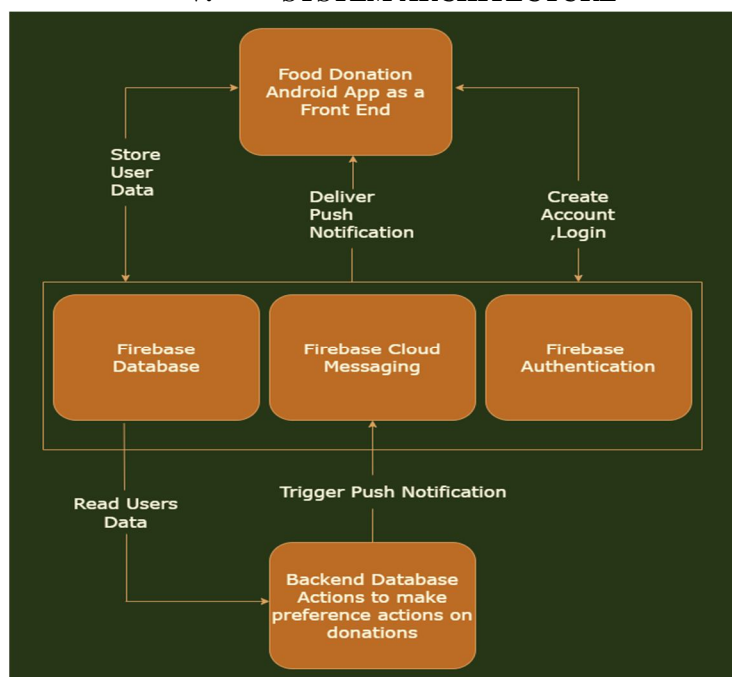 V. SYSTEM ARCHITECTURE
Food Donation
Android App as a
Front End
Store
User
Data
Deliver
Push
Notification
Create
Account
,Login
Firebase
Database
Firebase Cloud
Messaging
Firebase
Authentication
Read Users
Data
Trigger Push Notification
Backend Database
Actions to make
preference actions on
donations